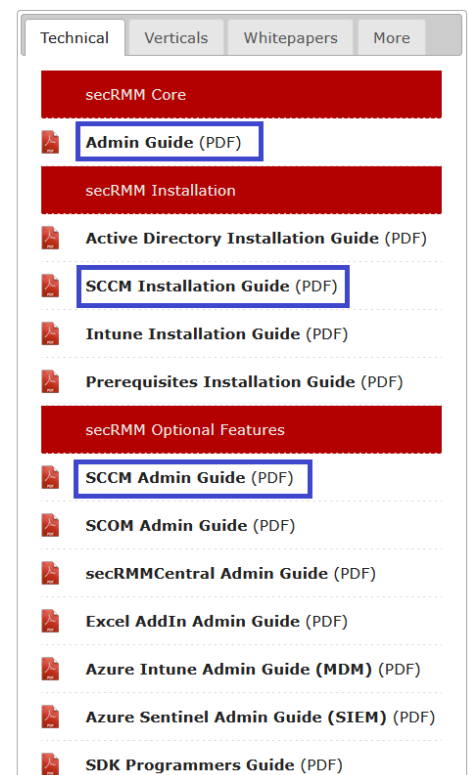 Technical Verticals Whitepapers More
secRMM Core
Admin Guide (PDF)
secRMM Installation
Active Directory Installation Guide (PDF)
SCCM Installation Guide (PDF)
Intune Installation Guide (PDF)
Prerequisites Installation Guide (PDF)
secRMM Optional Features
SCCM Admin Guide (PDF)
SCOM Admin Guide (PDF)
secRMMCentral Admin Guide (PDF)
Excel AddIn Admin Guide (PDF)
Azure Intune Admin Guide (MDM) (PDF)
Azure Sentinel Admin Guide (SIEM) (PDF)
SDK Programmers Guide (PDF)